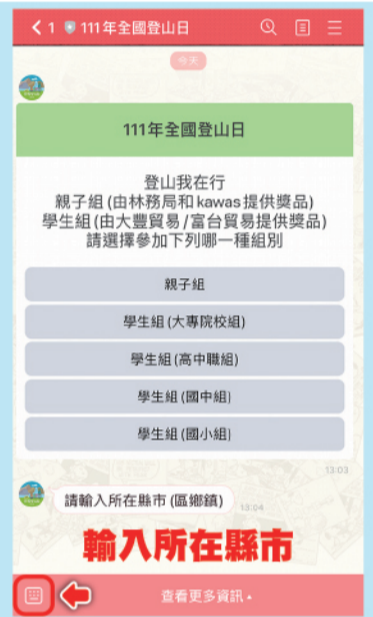 1 111年全國登山日
今天
111年全國登山日
登山我在行
親子組 (由林務局和 kawas 提供獎品)
學生組 (由大豐貿易/富台貿易提供獎品)
請選擇參加下列哪一種組別
親子組
學生組 (大專院校組)
學生組 (高中職組)
學生組 (國中組)
學生組 (國小組)
13:03
請輸入所在縣市 (區鄉鎮)
13:04
輸入所在縣市
查看更多資訊